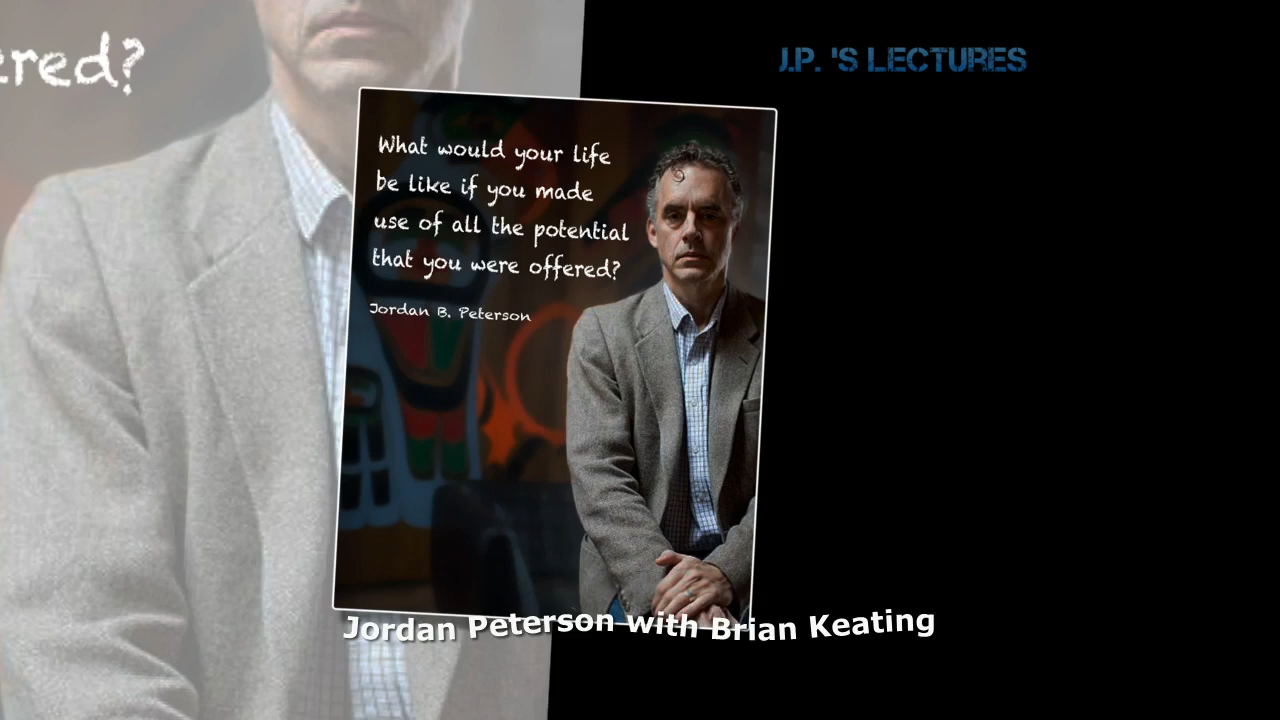 ered?
J.P. 'S LECTURES
What would your life
be like if you made
use of all the potential
that you were offered?
Jordan B. Peterson
Jordan Peterson with Brian Keating